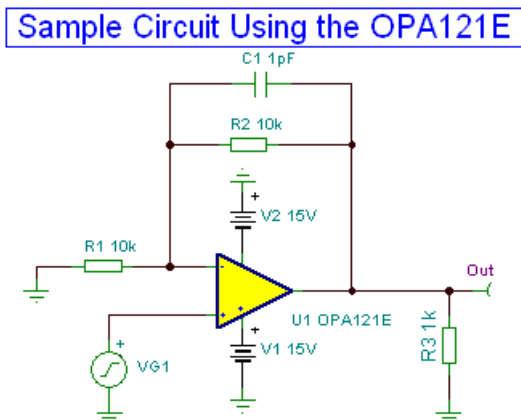 Sample Circuit Using the OPA121E
C1 1pF
R2 10k
+
V2 15V
R1 10k
-
+
+
Out
U1 OPA121E
+
V1 15V
R3 1k
+
VG1